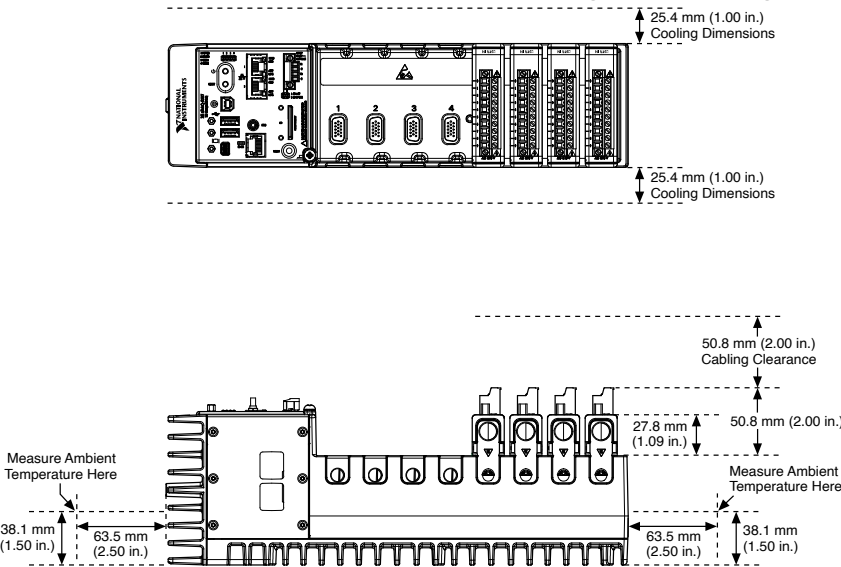 25.4 mm (1.00 in.)
Cooling Dimensions
NATIONAL
INSTRUMENTS
1 2 3 4
25.4 mm (1.00 in.)
Cooling Dimensions
50.8 mm (2.00 in.)
Cabling Clearance
27.8 mm
(1.09 in.)
50.8 mm (2.00 in.)
Measure Ambient
Temperature Here
Measure Ambient
Temperature Here
38.1 mm
(1.50 in.)
63.5 mm
(2.50 in.)
63.5 mm
(2.50 in.)
38.1 mm
(1.50 in.)